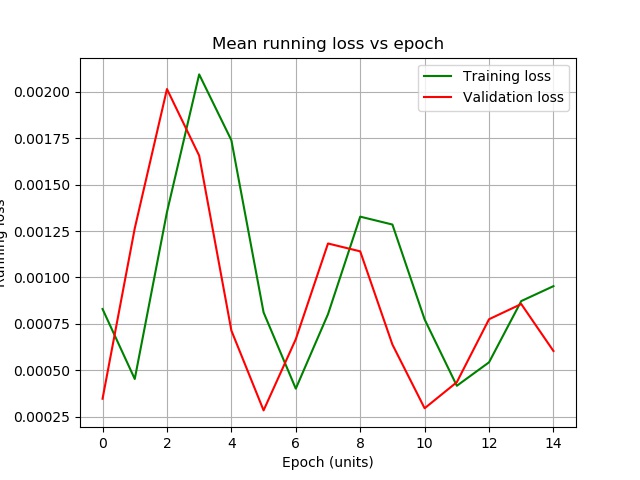 Mean running loss vs epoch
Training loss
Validation loss
0.00200
0.00175
0.00150
0.00125
0.00100
0.00075
0.00050
0.00025
Running loss
0 2 4 6 8 10 12 14
Epoch (units)